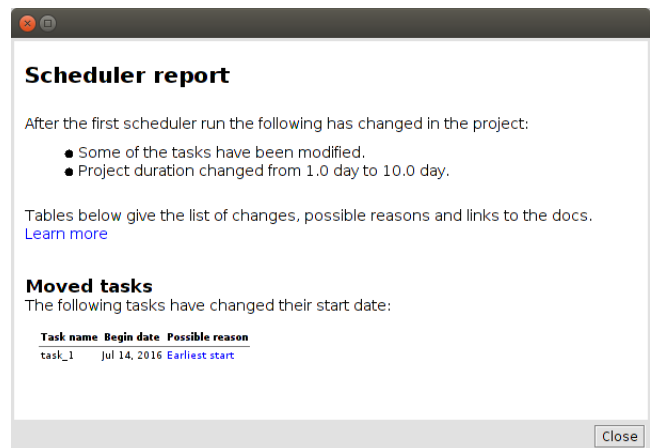 Scheduler report
After the first scheduler run the following has changed in the project:
Some of the tasks have been modified.
Project duration changed from 1.0 day to 10.0 day.
Tables below give the list of changes, possible reasons and links to the docs.
Learn more
Moved tasks
The following tasks have changed their start date:
Task name Begin date Possible reason
task_1 Jul 14, 2016 Earliest start
Close